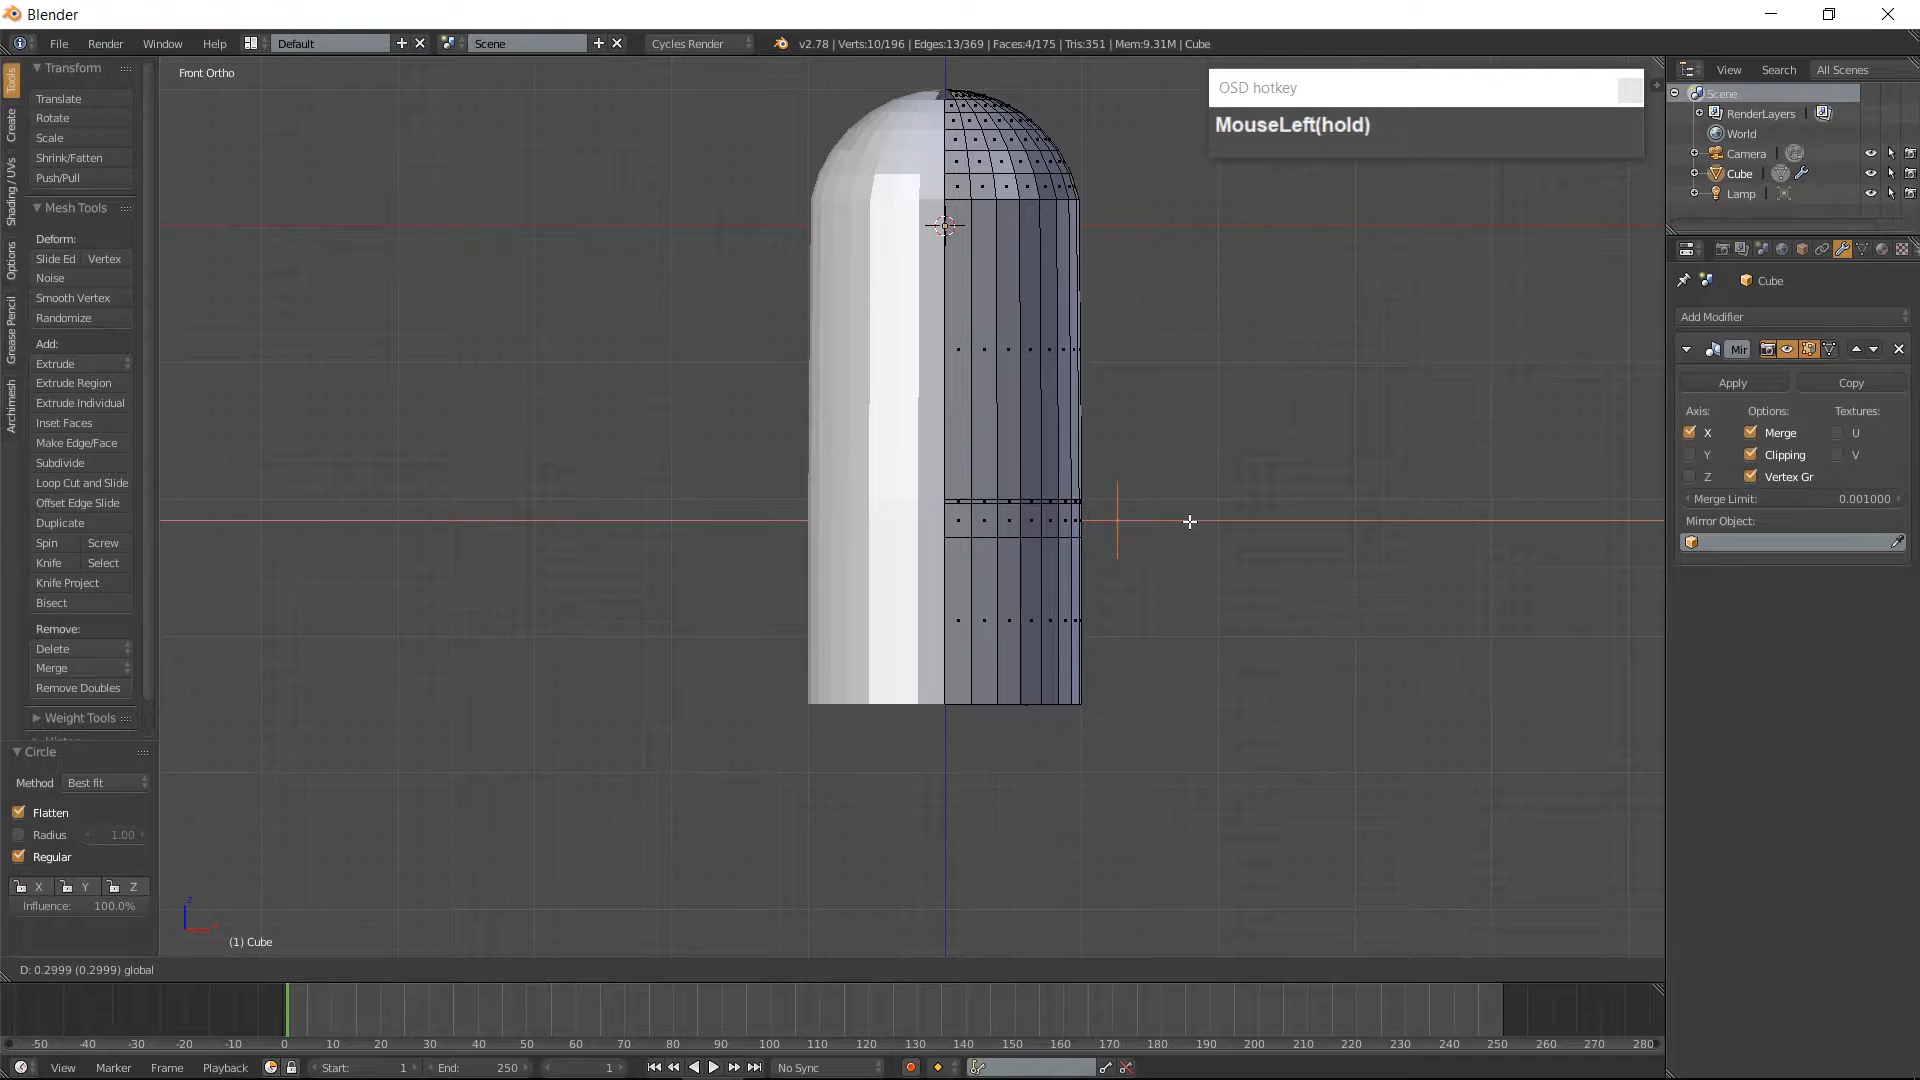 Blender
File Render Window Help Default Scene Cycles Render v2.78 | Verts:10/196 | Edges:13/369 | Faces:4/175 | Tris:351 | Mem:9.31M | Cube
Tools
Create
Shading / UVs
Options
Grease Pencil
Archimesh
Transform
Translate
Rotate
Scale
Shrink/Fatten
Push/Pull
Mesh Tools
Deform:
Slide Ed Vertex
Noise
Smooth Vertex
Randomize
Add:
Extrude
Extrude Region
Extrude Individual
Inset Faces
Make Edge/Face
Subdivide
Loop Cut and Slide
Offset Edge Slide
Duplicate
Spin Screw
Knife Select
Knife Project
Bisect
Remove:
Delete
Merge
Remove Doubles
Weight Tools
Circle
Method Best fit
Flatten
Radius 1.00
Regular
X Y Z
Influence: 100.0%
Front Ortho
OSD hotkey
MouseLeft(hold)
z
(1) Cube
D: 0.2999 (0.2999) global
View Search All Scenes
Scene
RenderLayers
World
Camera
Cube
Lamp
Cube
Add Modifier
Mir
Apply Copy
Axis: Options: Textures:
X Merge U
Y Clipping V
Z Vertex Gr
Merge Limit: 0.001000
Mirror Object:
-50 -40 -30 -20 -10 0 10 20 30 40 50 60 70 80 90 100 110 120 130 140 150 160 170 180 190 200 210 220 230 240 250 260 270 280
View Marker Frame Playback Start: 1 End: 250 1 No Sync